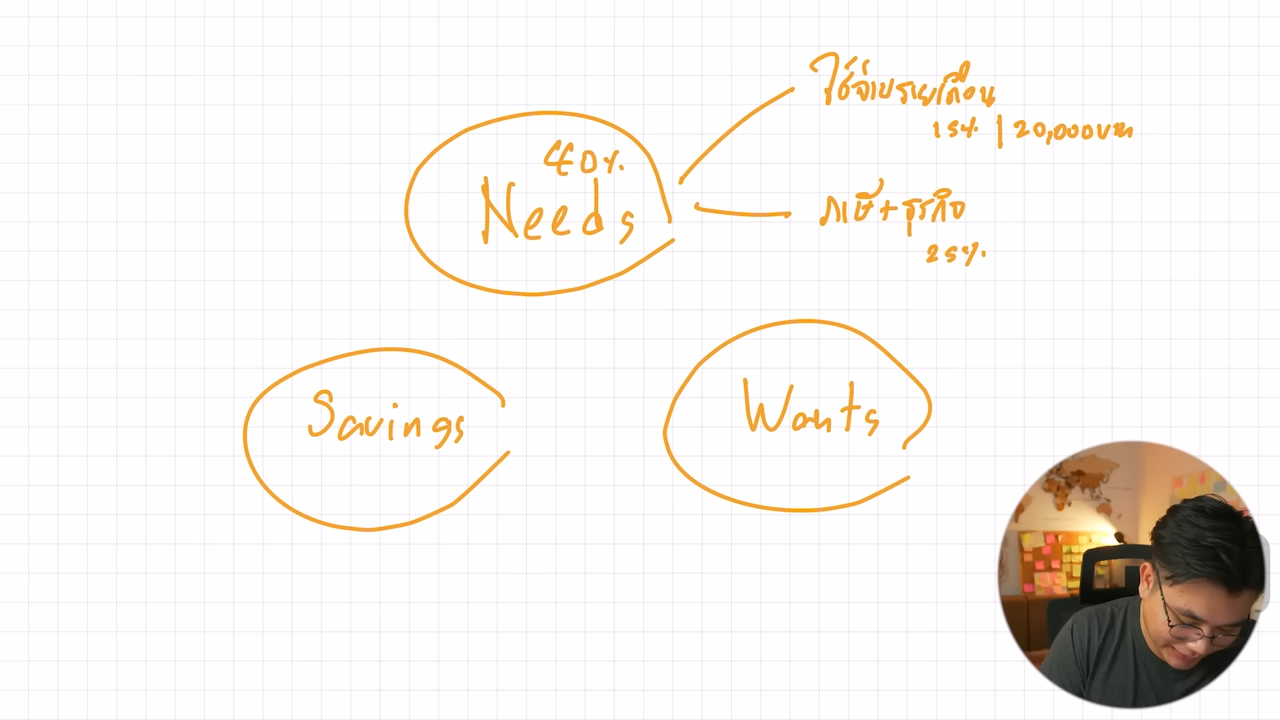 ใช้จ่ายรายเดือน
15% | 20,000บาท
40%
Needs
ภาษี+ธุรกิจ
25%
Savings
Wants